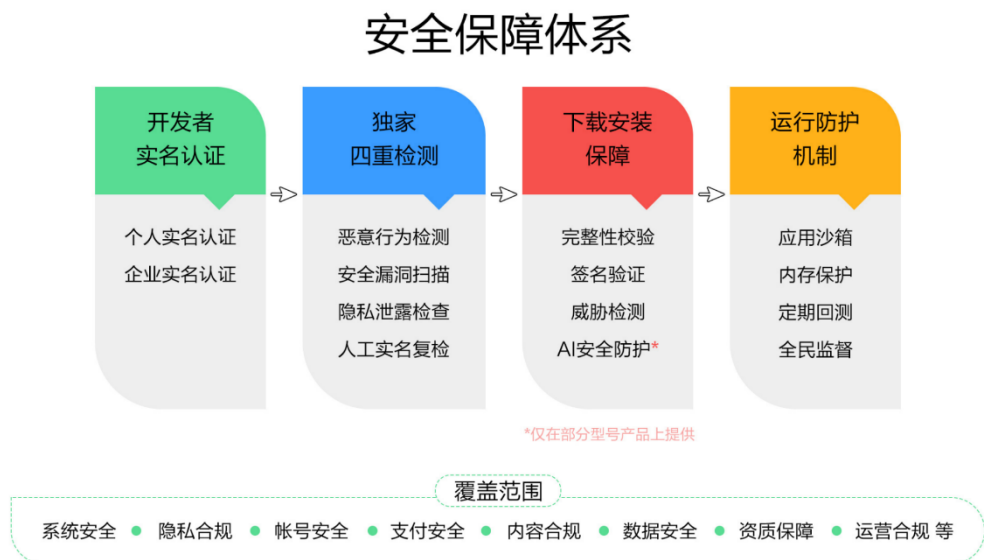 安全保障体系
开发者
实名认证
个人实名认证
企业实名认证
独家
四重检测
恶意行为检测
安全漏洞扫描
隐私泄露检查
人工实名复检
下载安装
保障
完整性校验
签名验证
威胁检测
AI安全防护*
*仅在部分型号产品上提供
运行防护
机制
应用沙箱
内存保护
定期回测
全民监督
覆盖范围
系统安全 ● 隐私合规 ● 帐号安全 ● 支付安全 ● 内容合规 ● 数据安全 ● 资质保障 ● 运营合规 等